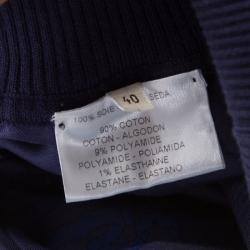 40
100% SOIE SEDA
90% COTON
COTON - ALGODON
9% POLYAMIDE
POLYAMIDE - POLIAMIDA
1% ELASTHANNE
ELASTANE - ELASTANO